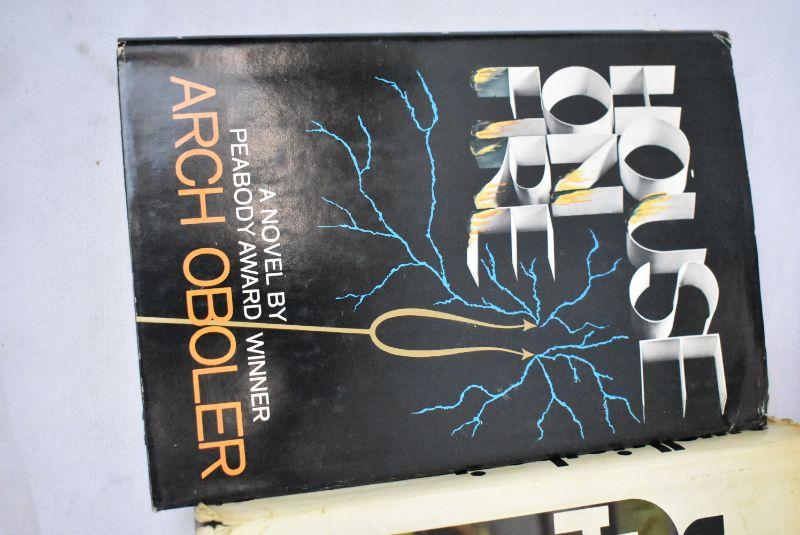 HOUSE
ON
FIRE
A NOVEL BY
PEABODY AWARD WINNER
ARCH OBOLER